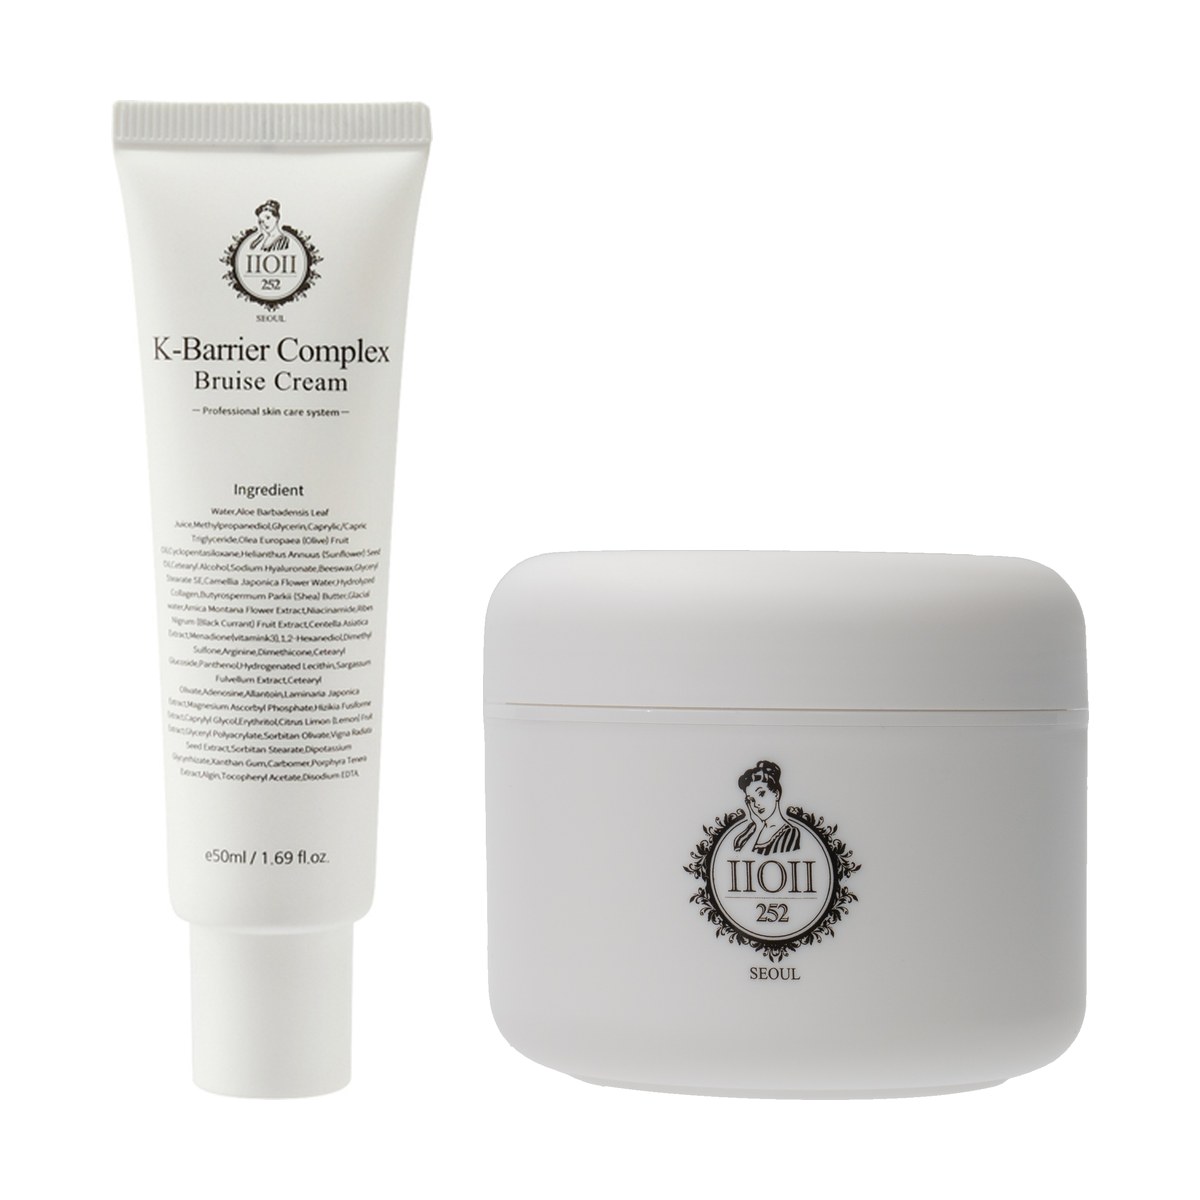 IIOII
252
SEOUL
K-Barrier Complex
Bruise Cream
— Professional skin care system —
Ingredient
Water,Aloe Barbadensis Leaf
Juice,Methylpropanediol,Glycerin,Caprylic/Capric
Triglyceride,Olea Europaea (Olive) Fruit
Oil,Cyclopentasiloxane,Helianthus Annuus (Sunflower) Seed
Oil,Cetearyl Alcohol,Sodium Hyaluronate,Beeswax,Glyceryl
Stearate SE,Camellia Japonica Flower Water,Hydrolyzed
Collagen,Butyrospermum Parkii (Shea) Butter,Glacial
water,Arnica Montana Flower Extract,Niacinamide,Ribes
Nigrum (Black Currant) Fruit Extract,Centella Asiatica
Extract,Menadione(vitamink3),1,2-Hexanediol,Dimethyl
Sulfone,Arginine,Dimethicone,Cetearyl
Glucoside,Panthenol,Hydrogenated Lecithin,Sargassum
Fulvellum Extract,Cetearyl
Olivate,Adenosine,Allantoin,Laminaria Japonica
Extract,Magnesium Ascorbyl Phosphate,Hizikia Fusiforme
Extract,Caprylyl Glycol,Erythritol,Citrus Limon (Lemon) Fruit
Extract,Glyceryl Polyacrylate,Sorbitan Olivate,Vigna Radiata
Seed Extract,Sorbitan Stearate,Dipotassium
Glycyrrhizate,Xanthan Gum,Carbomer,Porphyra Tenera
Extract,Algin,Tocopheryl Acetate,Disodium EDTA.
e50ml / 1.69 fl.oz.
IIOII
252
SEOUL